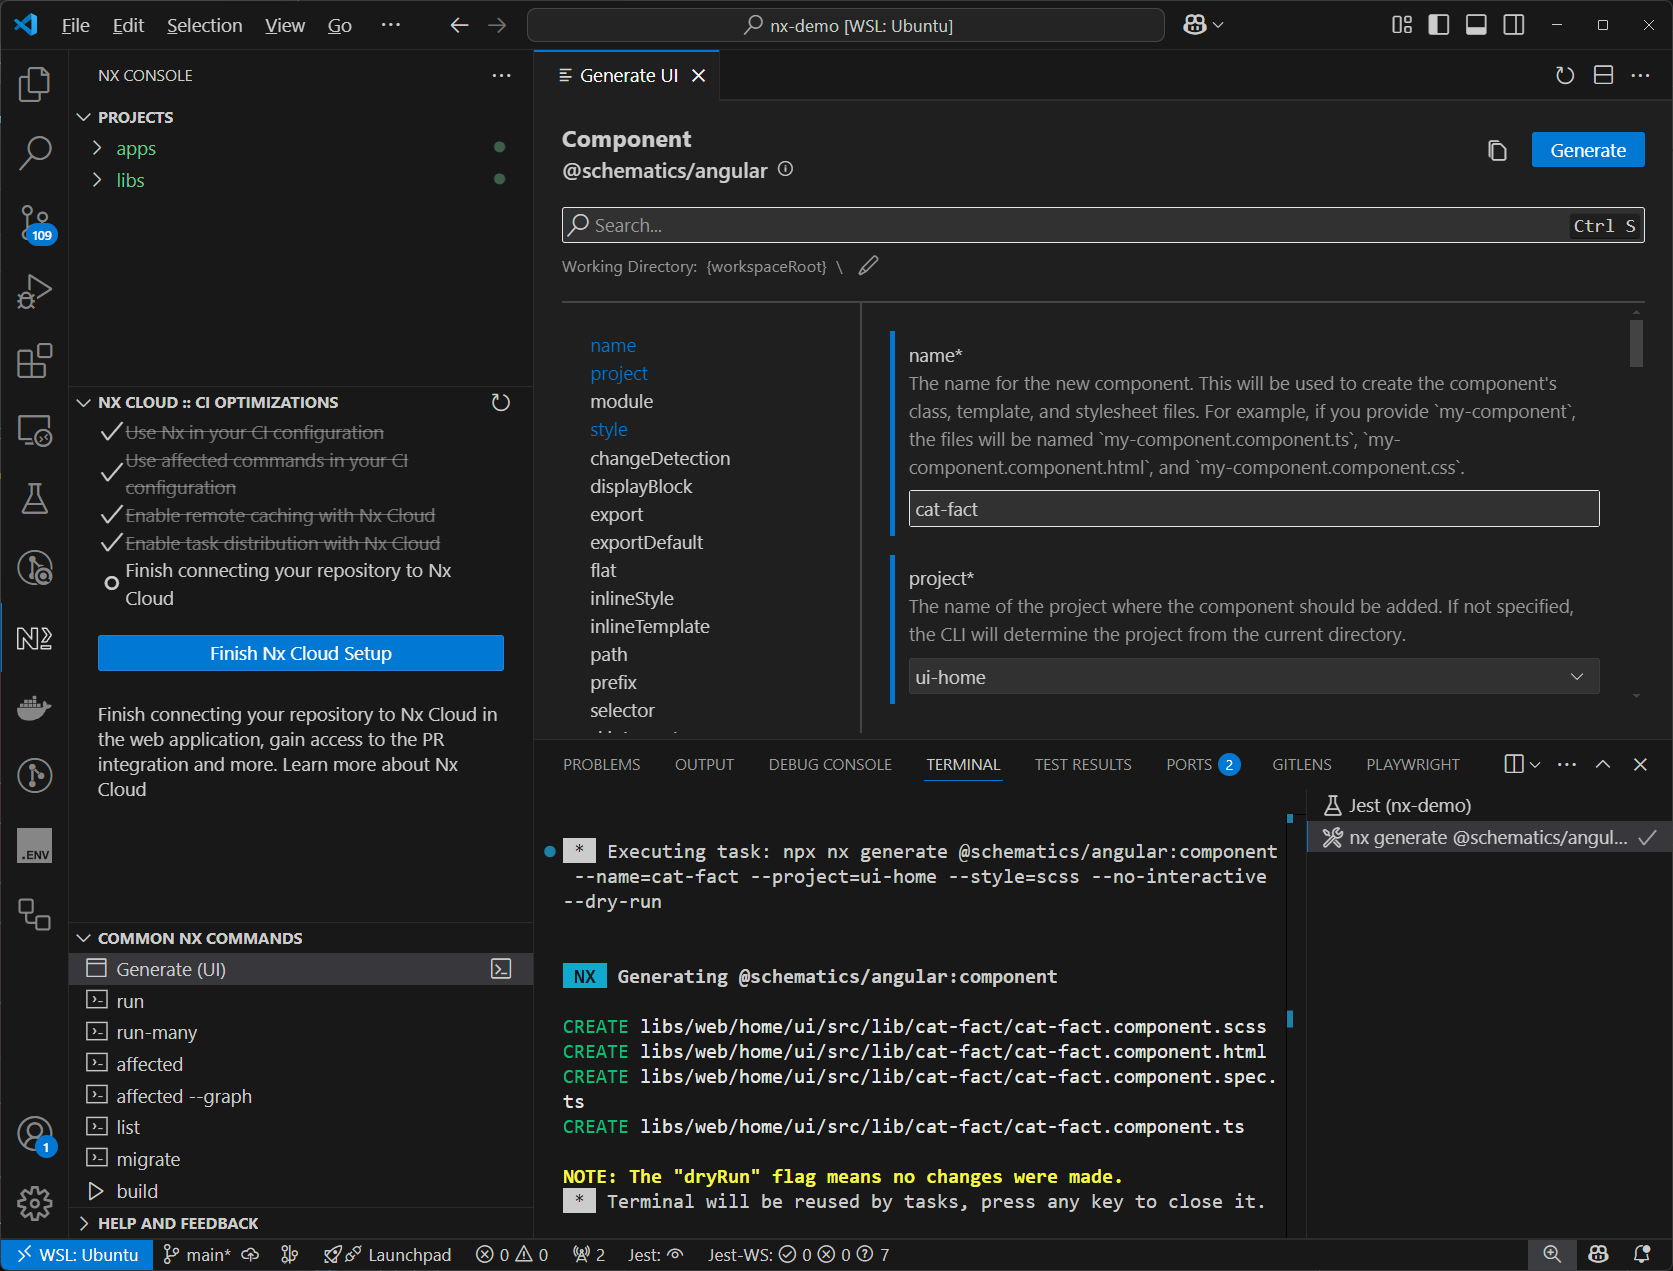 File Edit Selection View Go ··· nx-demo [WSL: Ubuntu]
NX CONSOLE
PROJECTS
apps
libs
109
NX CLOUD :: CI OPTIMIZATIONS
Use Nx in your CI configuration
Use affected commands in your CI
configuration
Enable remote caching with Nx Cloud
Enable task distribution with Nx Cloud
Finish connecting your repository to Nx
Cloud
Finish Nx Cloud Setup
Finish connecting your repository to Nx Cloud in
the web application, gain access to the PR
integration and more. Learn more about Nx
Cloud
.ENV
COMMON NX COMMANDS
Generate (UI)
run
run-many
affected
affected --graph
list
migrate
build
1
HELP AND FEEDBACK
Generate UI
Component
@schematics/angular
Generate
Search... Ctrl S
Working Directory: {workspaceRoot} \
name
project
module
style
changeDetection
displayBlock
export
exportDefault
flat
inlineStyle
inlineTemplate
path
prefix
selector
name*
The name for the new component. This will be used to create the component's
class, template, and stylesheet files. For example, if you provide `my-component`,
the files will be named `my-component.component.ts`, `my-
component.component.html`, and `my-component.component.css`.
cat-fact
project*
The name of the project where the component should be added. If not specified,
the CLI will determine the project from the current directory.
ui-home
PROBLEMS OUTPUT DEBUG CONSOLE TERMINAL TEST RESULTS PORTS 2 GITLENS PLAYWRIGHT
* Executing task: npx nx generate @schematics/angular:component
--name=cat-fact --project=ui-home --style=scss --no-interactive
--dry-run
NX Generating @schematics/angular:component
CREATE libs/web/home/ui/src/lib/cat-fact/cat-fact.component.scss
CREATE libs/web/home/ui/src/lib/cat-fact/cat-fact.component.html
CREATE libs/web/home/ui/src/lib/cat-fact/cat-fact.component.spec.
ts
CREATE libs/web/home/ui/src/lib/cat-fact/cat-fact.component.ts
NOTE: The "dryRun" flag means no changes were made.
* Terminal will be reused by tasks, press any key to close it.
Jest (nx-demo)
nx generate @schematics/angul...
WSL: Ubuntu main* Launchpad 0 0 2 Jest: Jest-WS: 0 0 7